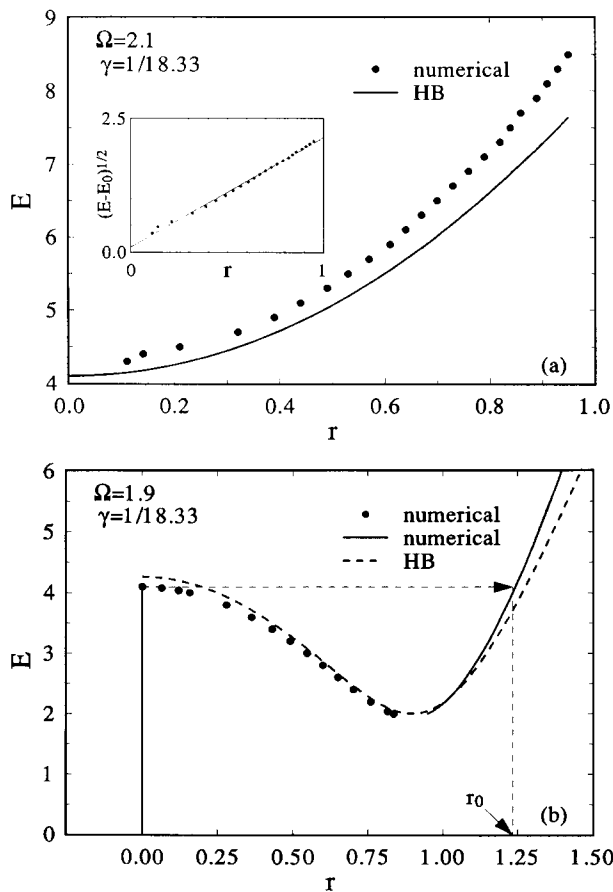 9
8
7
6
5
4
E
Ω=2.1
γ=1/18.33
numerical
HB
2.5
0.0
(E-E₀)^1/2
0
r
1
(a)
0.0
0.2
0.4
0.6
0.8
1.0
r
6
5
4
3
2
1
0
E
Ω=1.9
γ=1/18.33
numerical
numerical
HB
r₀
(b)
0.00
0.25
0.50
0.75
1.00
1.25
1.50
r